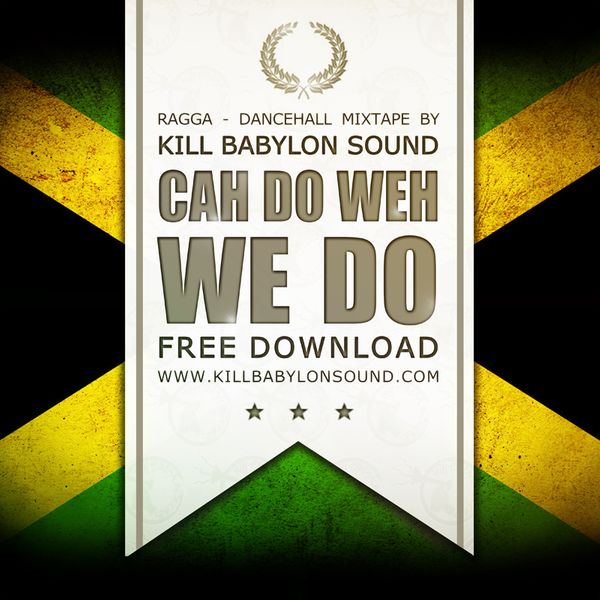 RAGGA - DANCEHALL MIXTAPE BY
KILL BABYLON SOUND
CAH DO WEH
WE DO
FREE DOWNLOAD
WWW.KILLBABYLONSOUND.COM